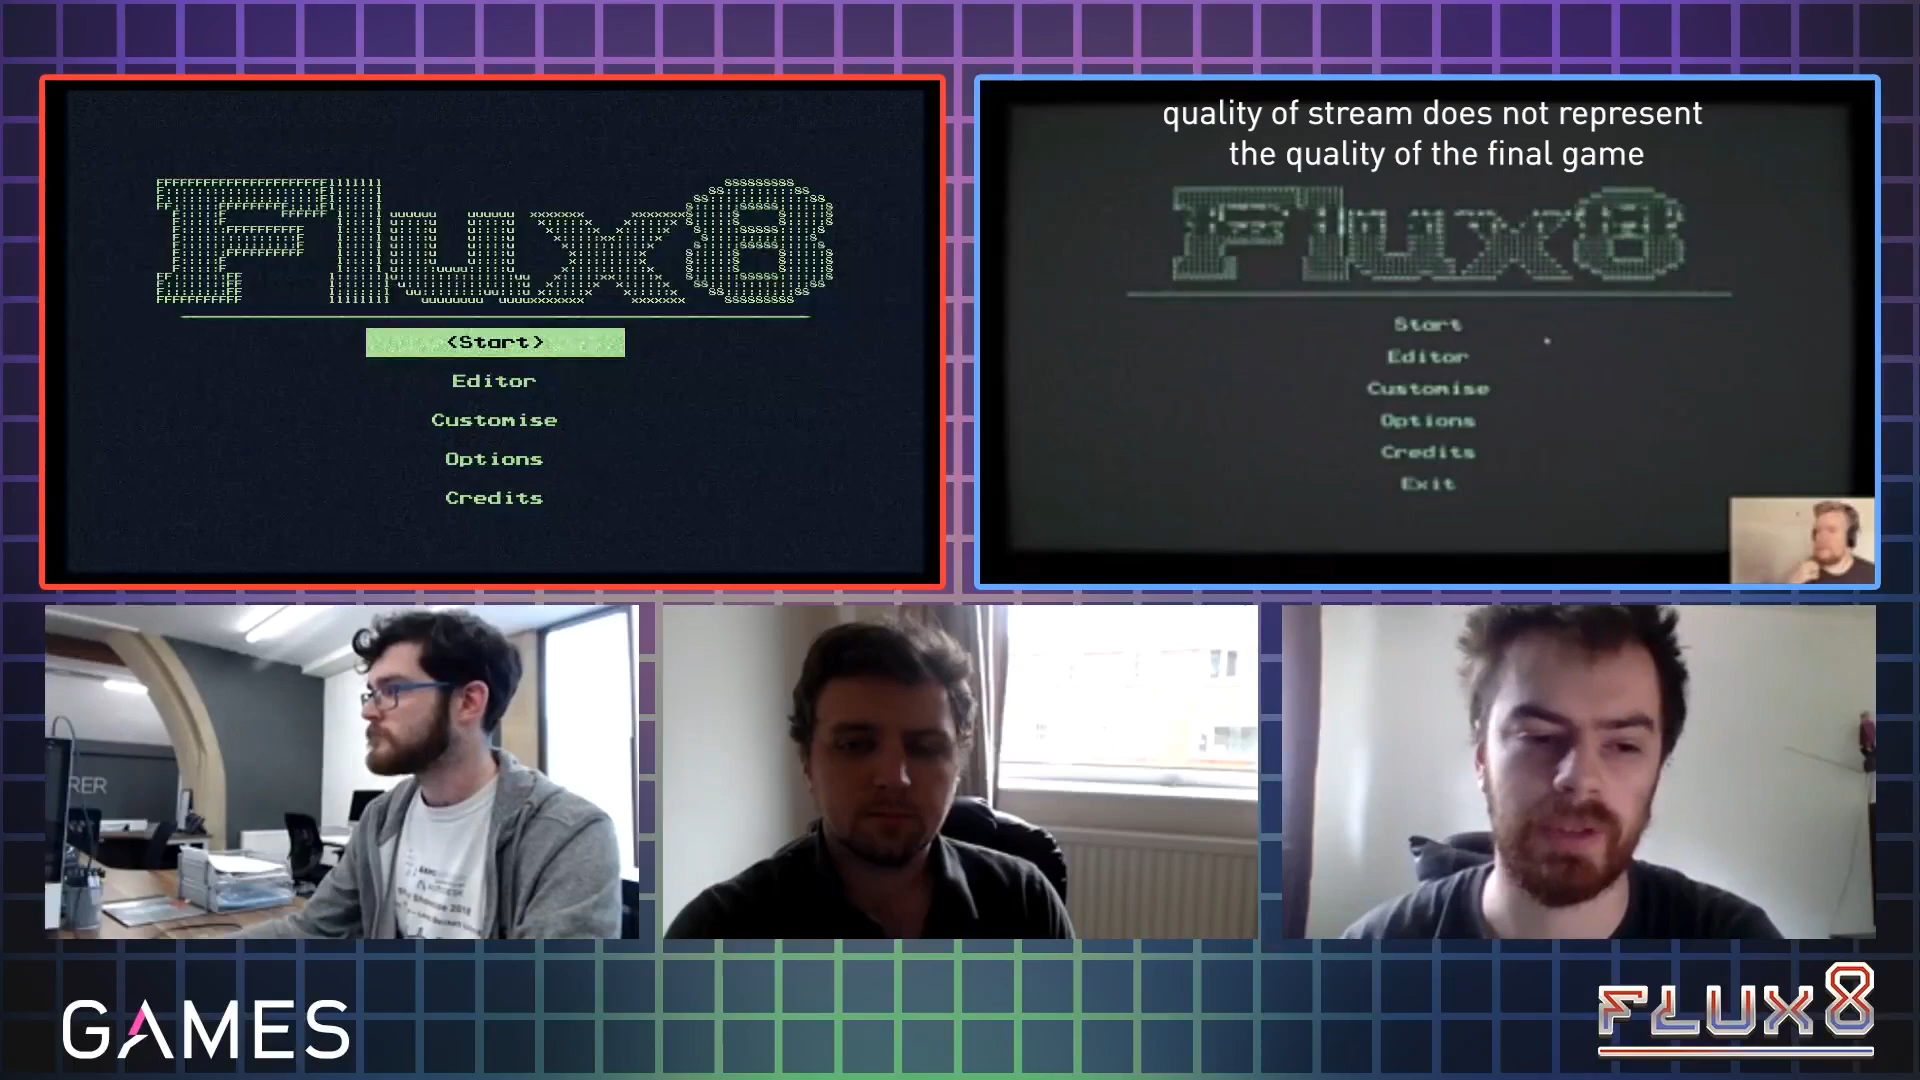 Flux8
<Start>
Editor
Customise
Options
Credits
quality of stream does not represent
the quality of the final game
Flux8
Start
Editor
Customise
Options
Credits
Exit
RER
GAMES
FLUX8